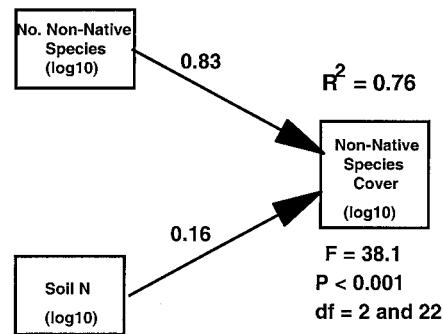 No. Non-Native
Species
(log10)
0.83
R² = 0.76
Non-Native
Species
Cover
(log10)
0.16
Soil N
(log10)
F = 38.1
P < 0.001
df = 2 and 22